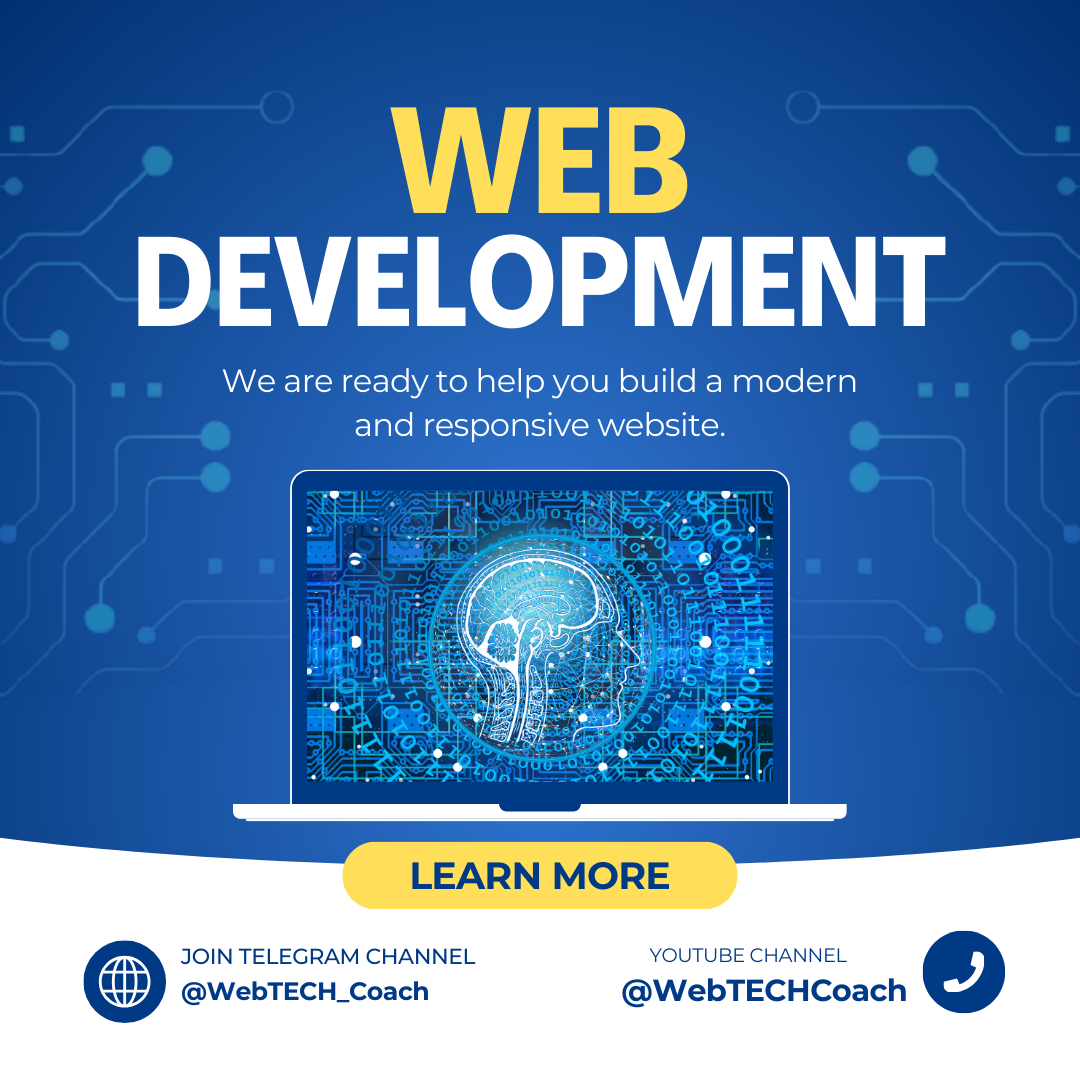 WEB
DEVELOPMENT
We are ready to help you build a modern
and responsive website.
LEARN MORE
JOIN TELEGRAM CHANNEL
@WebTECH_Coach
YOUTUBE CHANNEL
@WebTECHCoach